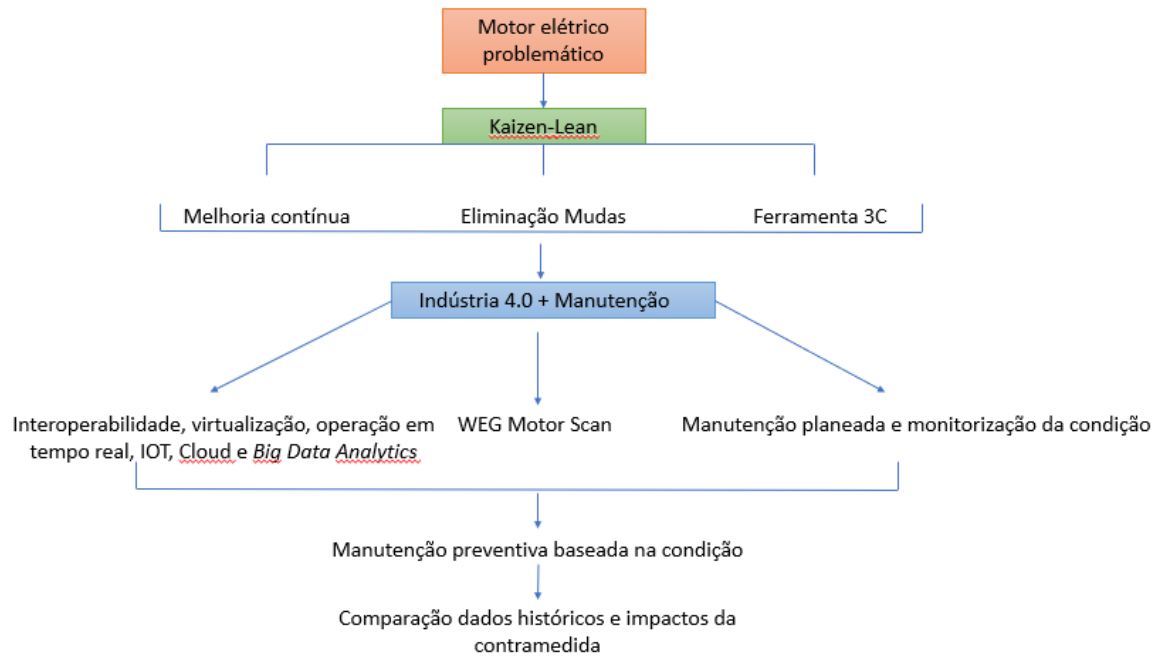 Motor elétrico
problemático
Kaizen-Lean
Melhoria contínua
Eliminação Mudas
Ferramenta 3C
Indústria 4.0 + Manutenção
Interoperabilidade, virtualização, operação em
tempo real, IOT, Cloud e Big Data Analytics
WEG Motor Scan
Manutenção planeada e monitorização da condição
Manutenção preventiva baseada na condição
Comparação dados históricos e impactos da
contramedida